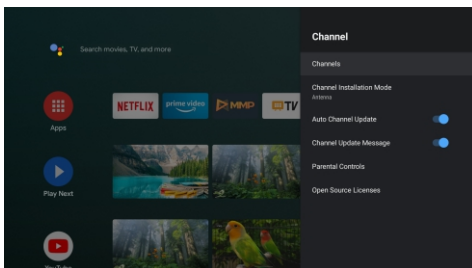 Search movies, TV, and more
Apps
NETFLIX
prime video
MMP
TV
Play Next
YouTube
Channel
Channels
Channel Installation Mode
Antenna
Auto Channel Update
Channel Update Message
Parental Controls
Open Source Licenses